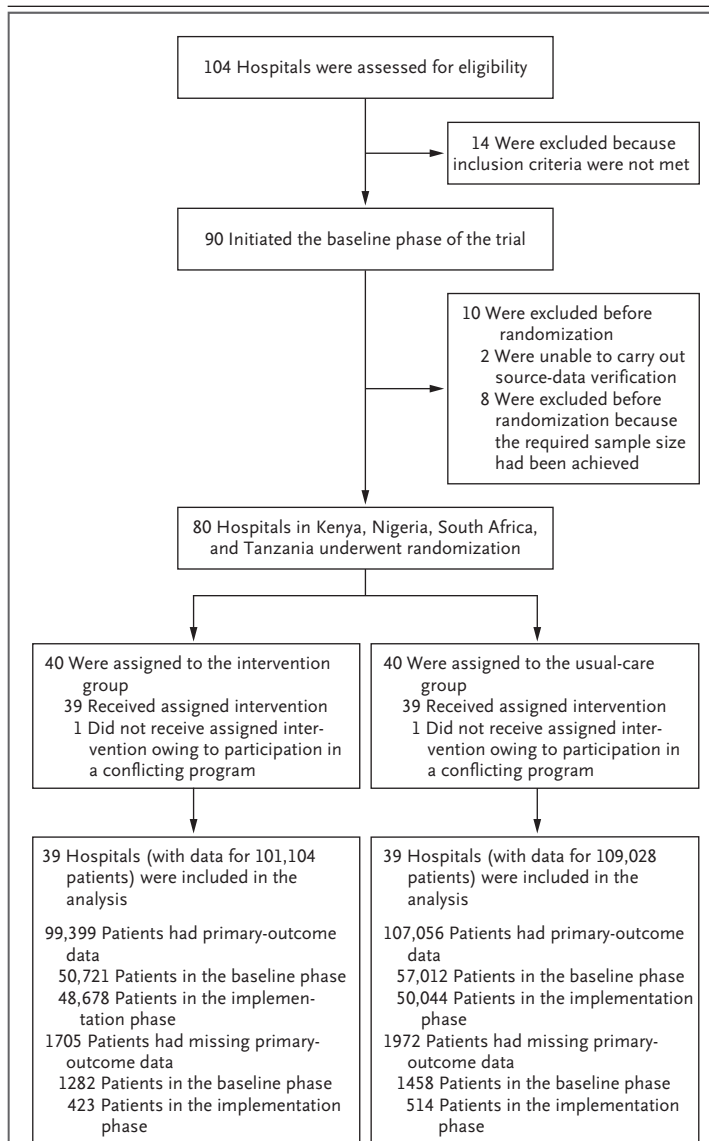 104 Hospitals were assessed for eligibility
14 Were excluded because
inclusion criteria were not met
90 Initiated the baseline phase of the trial
10 Were excluded before
randomization
2 Were unable to carry out
source-data verification
8 Were excluded before
randomization because
the required sample size
had been achieved
80 Hospitals in Kenya, Nigeria, South Africa,
and Tanzania underwent randomization
40 Were assigned to the intervention
group
39 Received assigned intervention
1 Did not receive assigned inter-
vention owing to participation in
a conflicting program
40 Were assigned to the usual-care
group
39 Received assigned intervention
1 Did not receive assigned inter-
vention owing to participation in
a conflicting program
39 Hospitals (with data for 101,104
patients) were included in the
analysis
99,399 Patients had primary-outcome
data
50,721 Patients in the baseline phase
48,678 Patients in the implemen-
tation phase
1705 Patients had missing primary-
outcome data
1282 Patients in the baseline phase
423 Patients in the implementation
phase
39 Hospitals (with data for 109,028
patients) were included in the
analysis
107,056 Patients had primary-outcome
data
57,012 Patients in the baseline phase
50,044 Patients in the implementation
phase
1972 Patients had missing primary-
outcome data
1458 Patients in the baseline phase
514 Patients in the implementation
phase